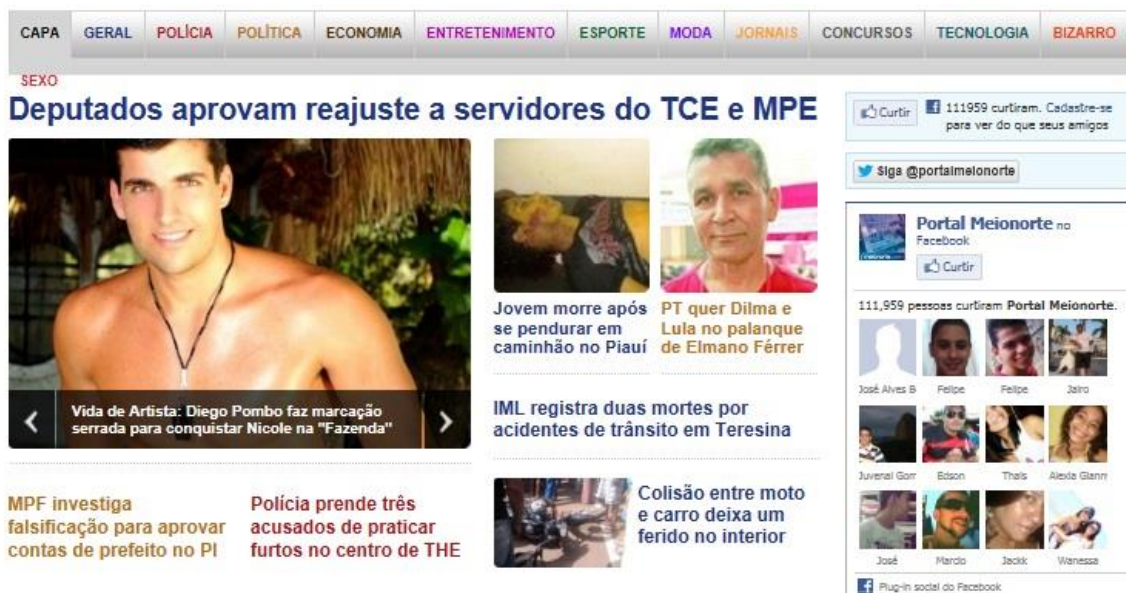 CAPA GERAL POLÍCIA POLÍTICA ECONOMIA ENTRETENIMENTO ESPORTE MODA JORNAIS CONCURSOS TECNOLOGIA BIZARRO
SEXO
Deputados aprovam reajuste a servidores do TCE e MPE
Vida de Artista: Diego Pombo faz marcação
serrada para conquistar Nicole na "Fazenda"
MPF investiga
falsificação para aprovar
contas de prefeito no PI
Polícia prende três
acusados de praticar
furtos no centro de THE
Jovem morre após
se pendurar em
caminhão no Piauí
PT quer Dilma e
Lula no palanque
de Elmano Férrer
IML registra duas mortes por
acidentes de trânsito em Teresina
Colisão entre moto
e carro deixa um
ferido no interior
Curtir
111959 curtiram. Cadastre-se
para ver do que seus amigos
Siga @portalmeionorte
Portal Meionorte no
Facebook
Curtir
111,959 pessoas curtiram Portal Meionorte.
José Alves B Felipe Felipe Jairo
Juvenal Gom Edson Thais Alexia Giann
José Marcio Jackk Wanessa
Plug-in social do Facebook